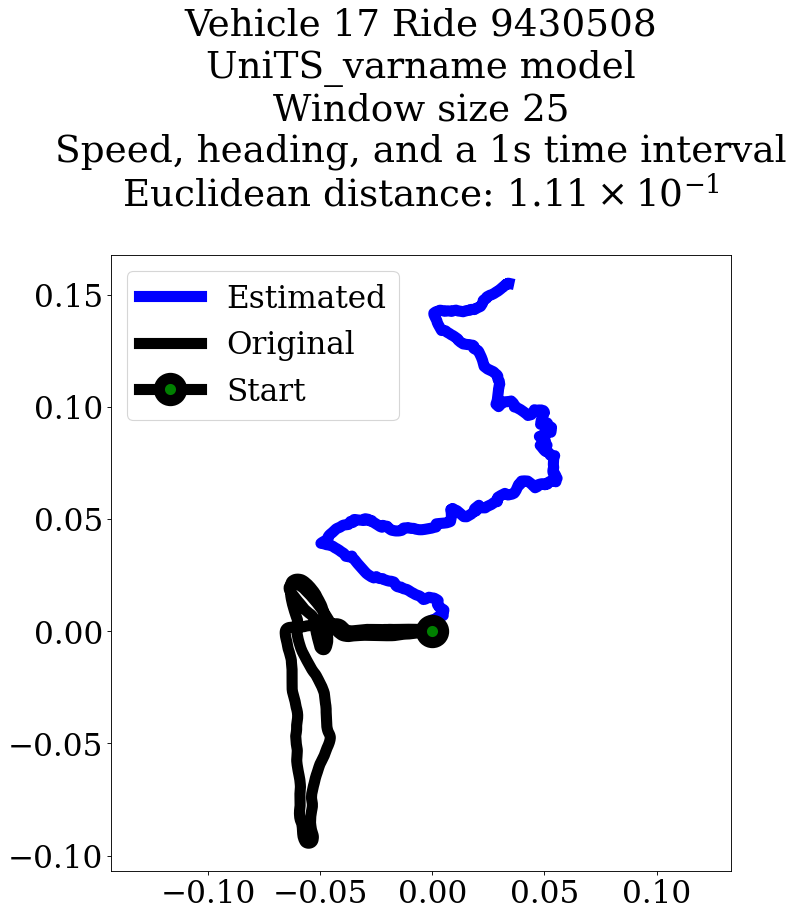 Vehicle 17 Ride 9430508
UniTS_varname model
Window size 25
Speed, heading, and a 1s time interval
Euclidean distance: 1.11 × 10⁻¹
Estimated
Original
Start
0.15
0.10
0.05
0.00
−0.05
−0.10
−0.10 −0.05 0.00 0.05 0.10